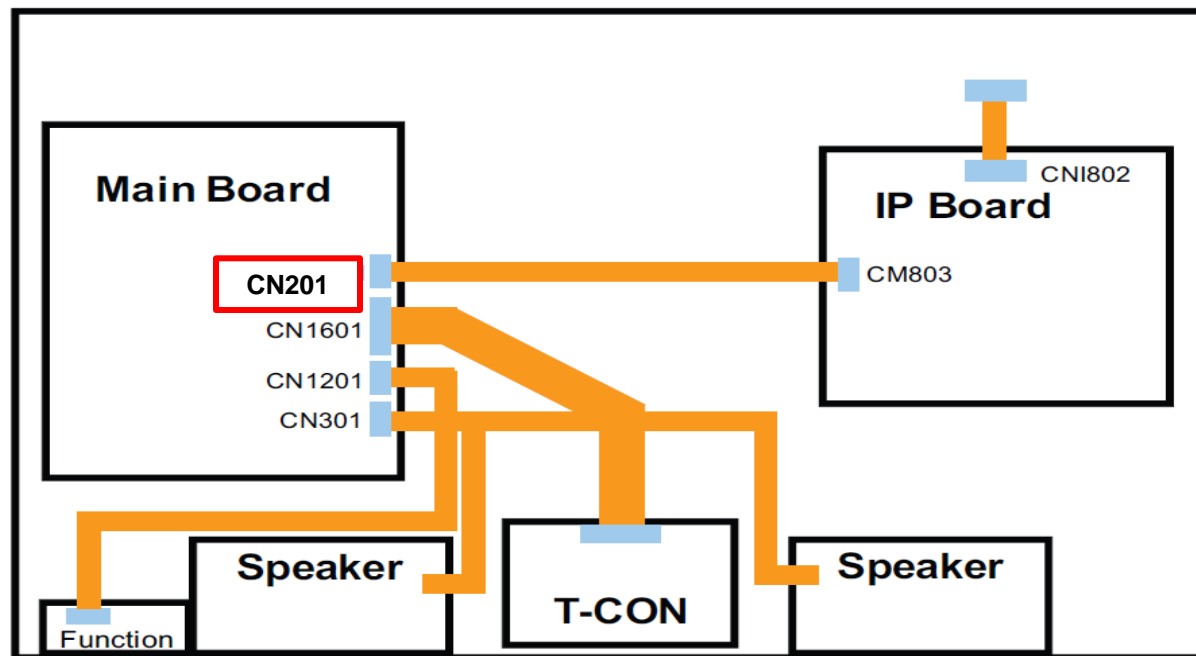 Main Board
CN201
CN1601
CN1201
CN301
CNI802
IP Board
CM803
Speaker
T-CON
Speaker
Function